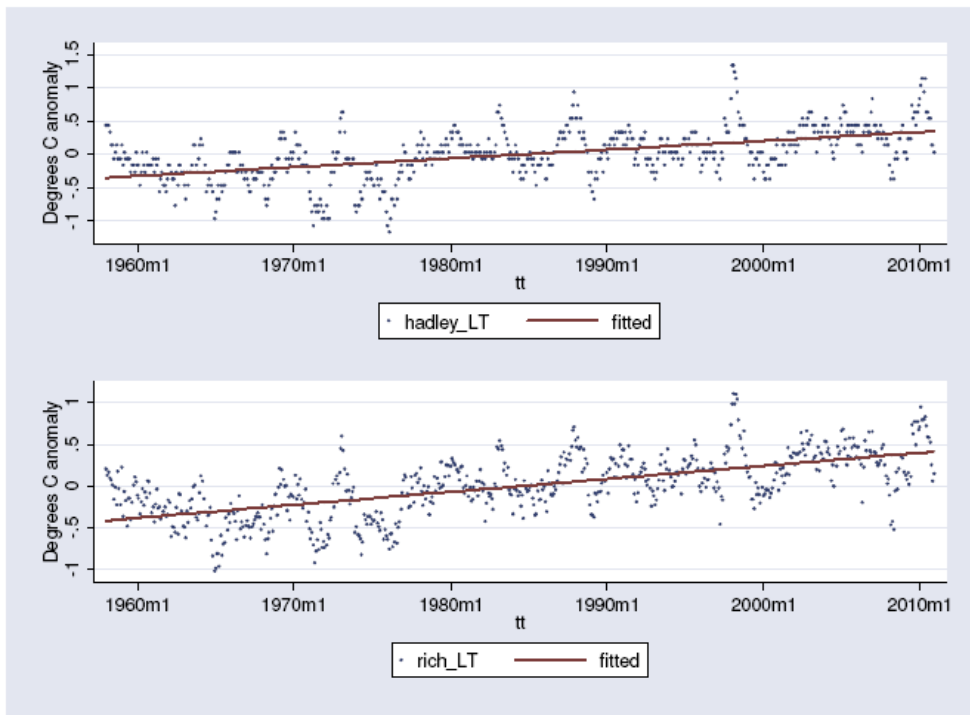 Degrees C anomaly
1.5
1
.5
0
-.5
-1
1960m1 1970m1 1980m1 1990m1 2000m1 2010m1
tt
hadley_LT fitted
Degrees C anomaly
1
.5
0
-.5
-1
1960m1 1970m1 1980m1 1990m1 2000m1 2010m1
tt
rich_LT fitted